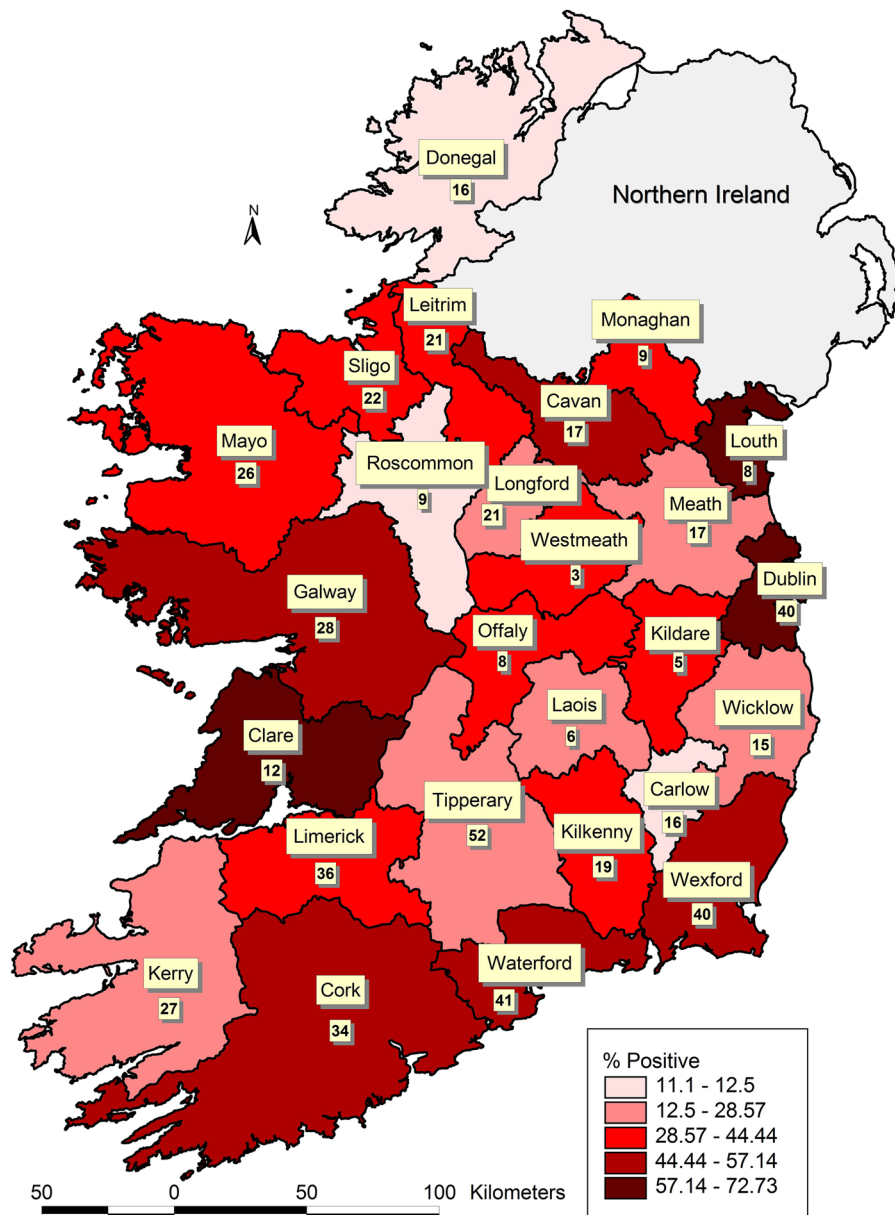 Donegal
16
Northern Ireland
N
Leitrim
21
Monaghan
9
Sligo
22
Cavan
17
Louth
8
Mayo
26
Roscommon
9
Longford
21
Meath
17
Westmeath
3
Dublin
40
Galway
28
Offaly
8
Kildare
5
Laois
6
Wicklow
15
Clare
12
Carlow
16
Tipperary
52
Limerick
36
Kilkenny
19
Wexford
40
Waterford
41
Kerry
27
Cork
34
% Positive
11.1 - 12.5
12.5 - 28.57
28.57 - 44.44
44.44 - 57.14
57.14 - 72.73
50 0 50 100 Kilometers